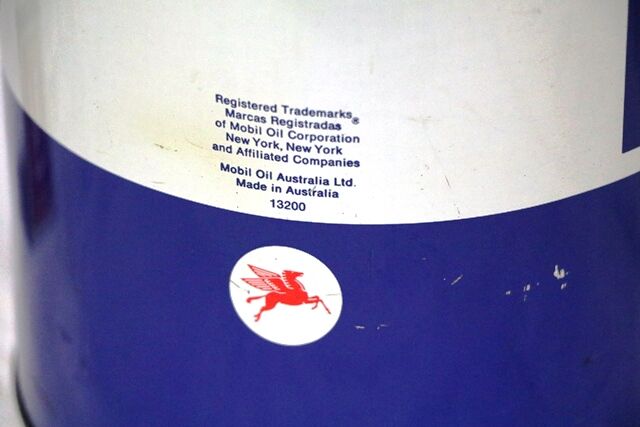 Registered Trademarks®
Marcas Registradas
of Mobil Oil Corporation
New York, New York
and Affiliated Companies
Mobil Oil Australia Ltd.
Made in Australia
13200